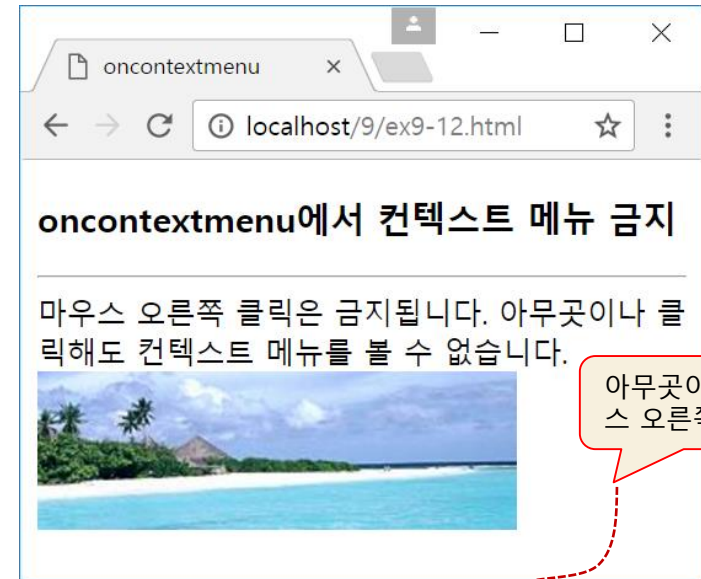 oncontextmenu
localhost/9/ex9-12.html
oncontextmenu에서 컨텍스트 메뉴 금지
마우스 오른쪽 클릭은 금지됩니다. 아무곳이나 클
릭해도 컨텍스트 메뉴를 볼 수 없습니다.
아무곳이
스 오른쪽